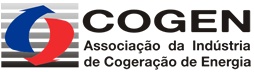 COGEN
Associação da Indústria
de Cogeração de Energia